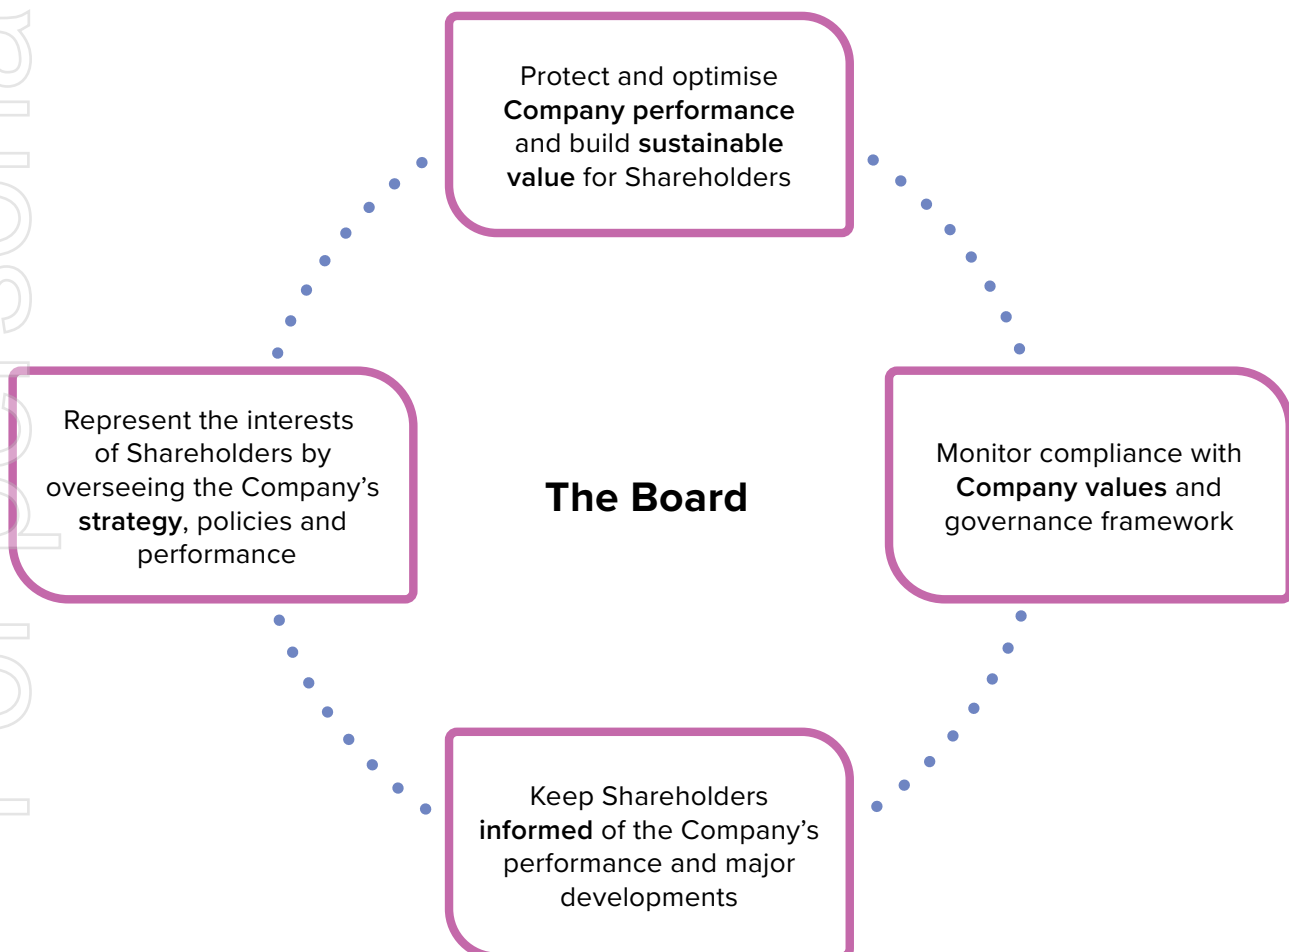 Protect and optimise
Company performance
and build sustainable
value for Shareholders
Represent the interests
of Shareholders by
overseeing the Company’s
strategy, policies and
performance
The Board
Monitor compliance with
Company values and
governance framework
Keep Shareholders
informed of the Company’s
performance and major
developments